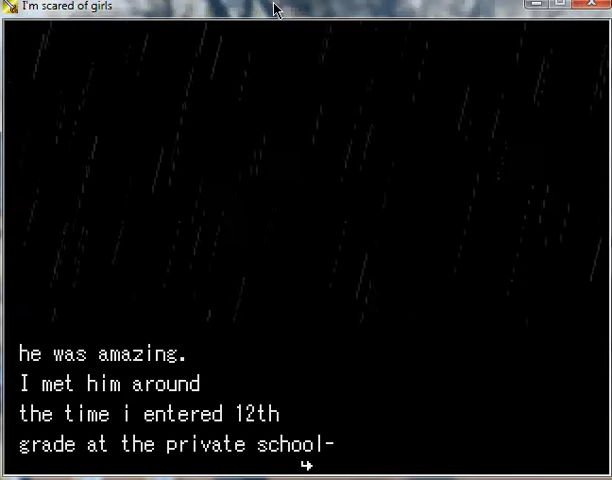 I'm scared of girls
he was amazing.
I met him around
the time i entered 12th
grade at the private school-